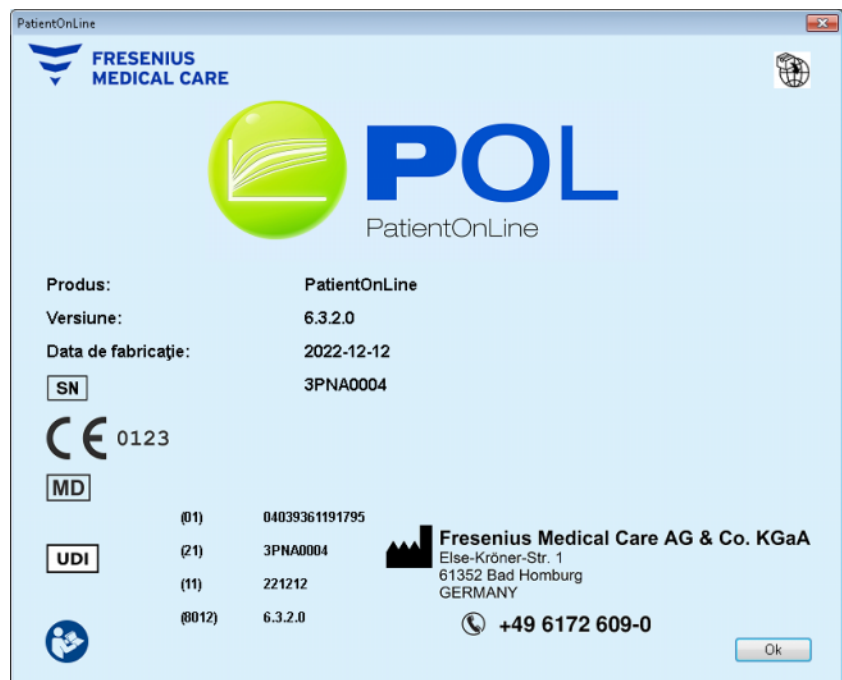 PatientOnLine
FRESENIUS
MEDICAL CARE
POL
PatientOnLine
Produs: PatientOnLine
Versiune: 6.3.2.0
Data de fabricaţie: 2022-12-12
SN 3PNA0004
CE 0123
MD
(01) 04039361191795
UDI (21) 3PNA0004
(11) 221212
(8012) 6.3.2.0
Fresenius Medical Care AG & Co. KGaA
Else-Kröner-Str. 1
61352 Bad Homburg
GERMANY
+49 6172 609-0
Ok